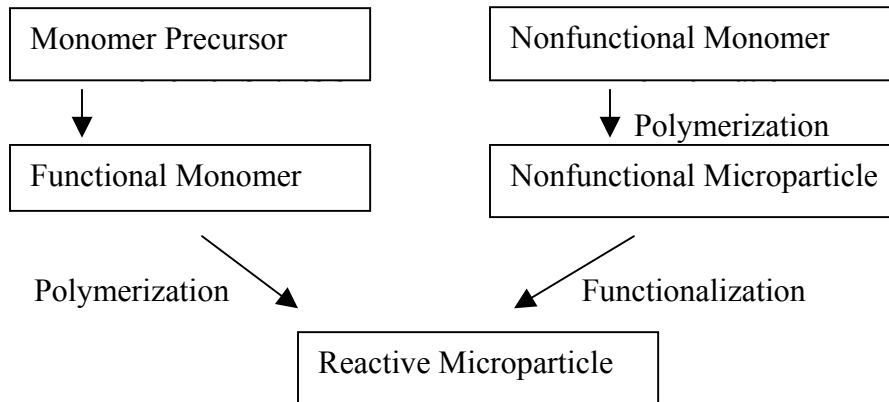 Monomer Precursor
Nonfunctional Monomer
Polymerization
Functional Monomer
Nonfunctional Microparticle
Polymerization
Functionalization
Reactive Microparticle